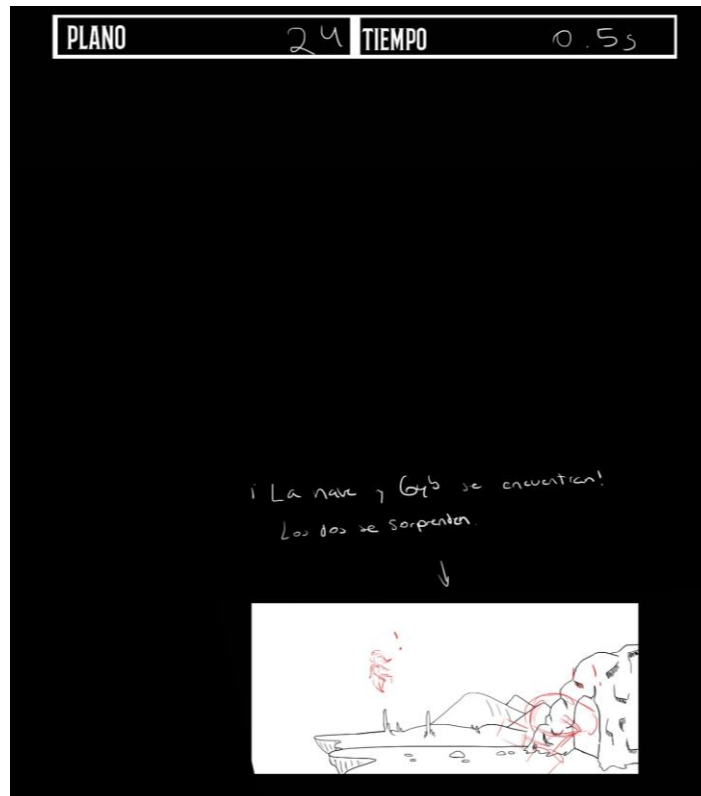 PLANO 24 TIEMPO 0.5s
¡La nave y Gyb se encuentran!
Los dos se sorprenden.